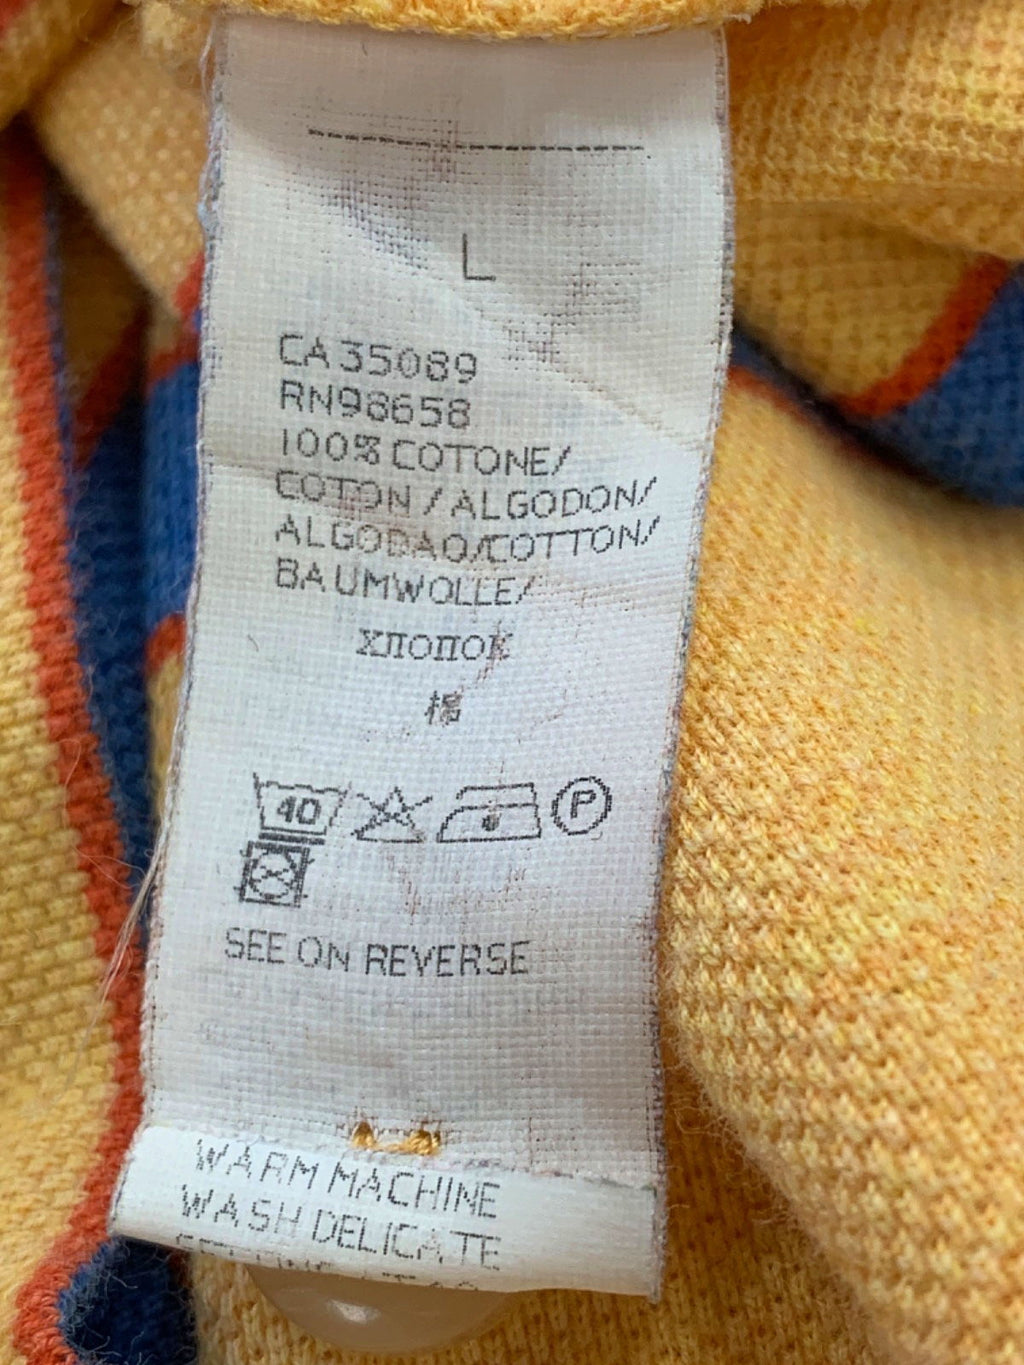 L
CA 35089
RN98658
100% COTONE/
COTON / ALGODON/
ALGODAO/COTTON/
BAUMWOLLE/
хлопок
棉
40
P
SEE ON REVERSE
WARM MACHINE
WASH DELICATE